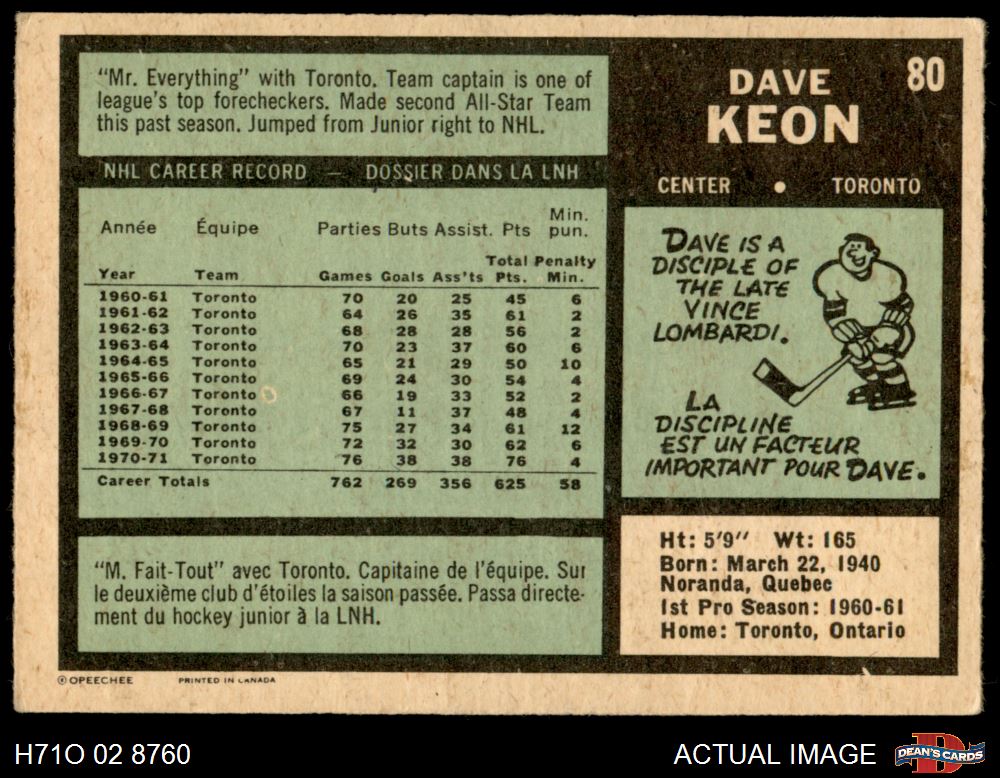 "Mr. Everything" with Toronto. Team captain is one of
league's top forecheckers. Made second All-Star Team
this past season. Jumped from Junior right to NHL.
NHL CAREER RECORD — DOSSIER DANS LA LNH
Année Équipe Parties Buts Assist. Pts Min. pun.
Year Team Games Goals Ass'ts Total Pts. Penalty Min.
1960-61 Toronto 70 20 25 45 6
1961-62 Toronto 64 26 35 61 2
1962-63 Toronto 68 28 28 56 2
1963-64 Toronto 70 23 37 60 6
1964-65 Toronto 65 21 29 50 10
1965-66 Toronto 69 24 30 54 4
1966-67 Toronto 66 19 33 52 2
1967-68 Toronto 67 11 37 48 4
1968-69 Toronto 75 27 34 61 12
1969-70 Toronto 72 32 30 62 6
1970-71 Toronto 76 38 38 76 4
Career Totals 762 269 356 625 58
"M. Fait-Tout" avec Toronto. Capitaine de l'équipe. Sur
le deuxième club d'étoiles la saison passée. Passa directe-
ment du hockey junior à la LNH.
80
DAVE
KEON
CENTER • TORONTO
DAVE IS A
DISCIPLE OF
THE LATE
VINCE
LOMBARDI.
LA
DISCIPLINE
EST UN FACTEUR
IMPORTANT POUR DAVE.
Ht: 5'9" Wt: 165
Born: March 22, 1940
Noranda, Quebec
1st Pro Season: 1960-61
Home: Toronto, Ontario
© OPEECHEE PRINTED IN CANADA
H71O 02 8760
ACTUAL IMAGE
D
DEAN'S CARDS